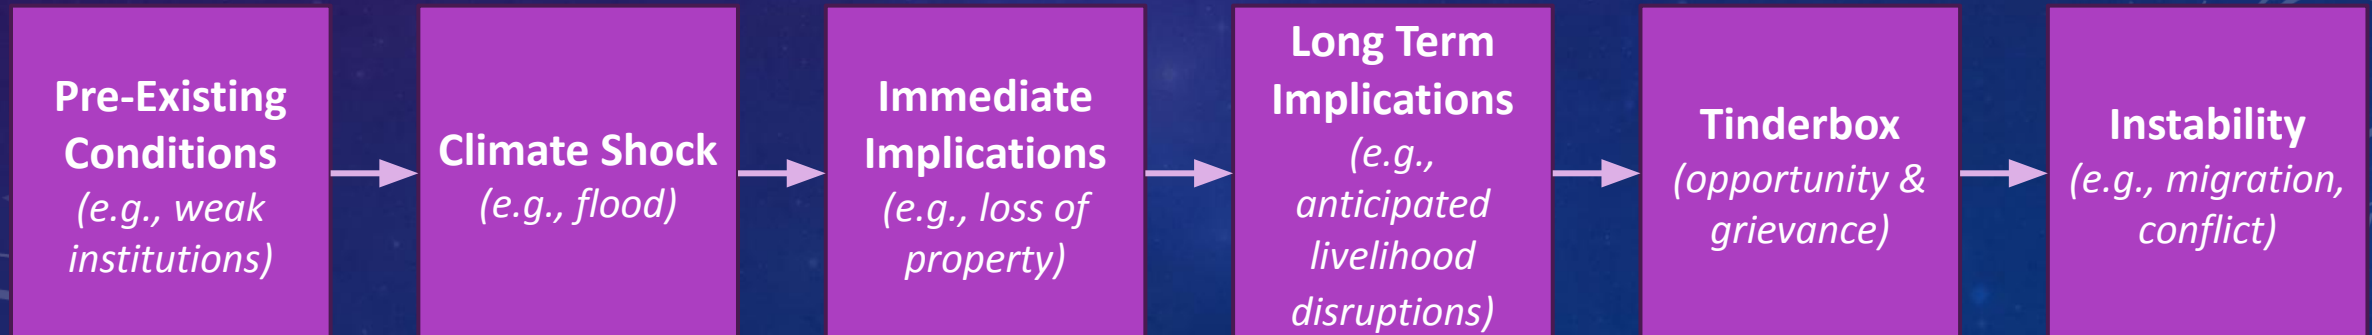 Pre-Existing
Conditions
(e.g., weak
institutions)
Climate Shock
(e.g., flood)
Immediate
Implications
(e.g., loss of
property)
Long Term
Implications
(e.g.,
anticipated
livelihood
disruptions)
Tinderbox
(opportunity &
grievance)
Instability
(e.g., migration,
conflict)